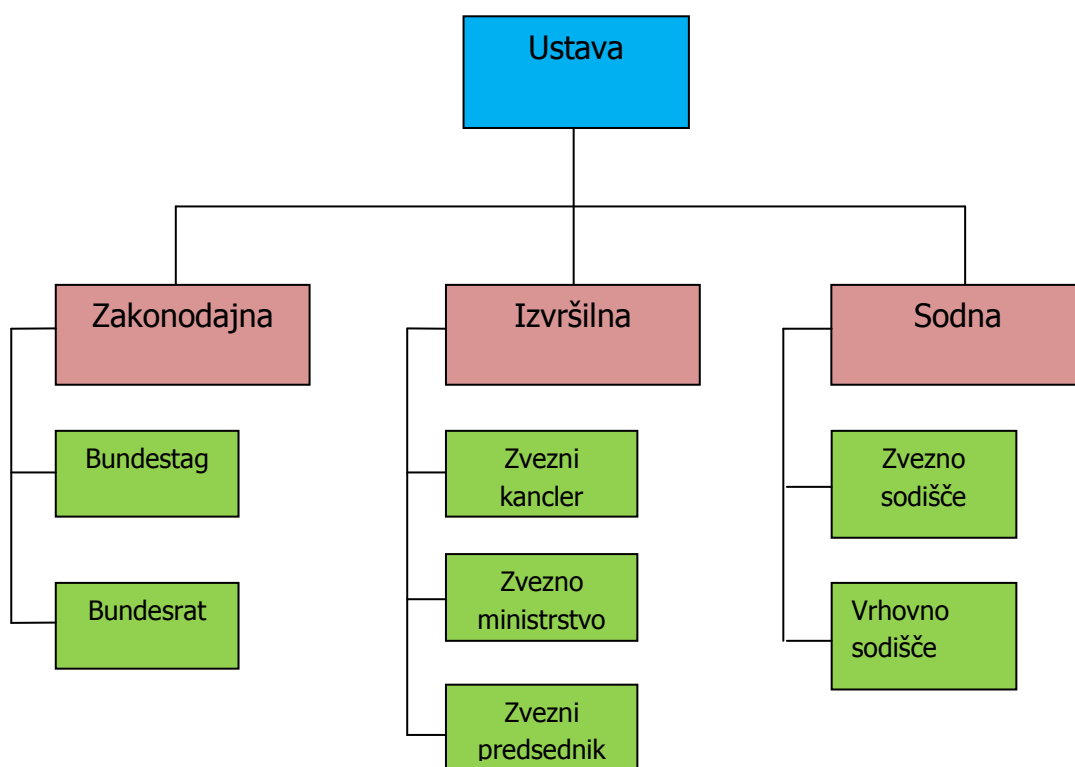 Ustava
Zakonodajna
Izvršilna
Sodna
Bundestag
Bundesrat
Zvezni
kancler
Zvezno
ministrstvo
Zvezni
predsednik
Zvezno
sodišče
Vrhovno
sodišče